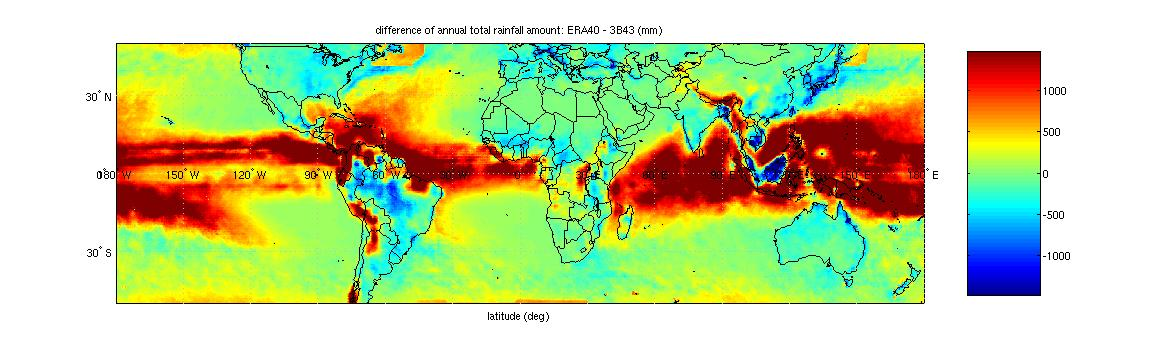 difference of annual total rainfall amount: ERA40 - 3B43 (mm)
30° N
30° S
180° W
150° W
120° W
90° W
60° W
180° E
latitude (deg)
1000
500
0
-500
-1000